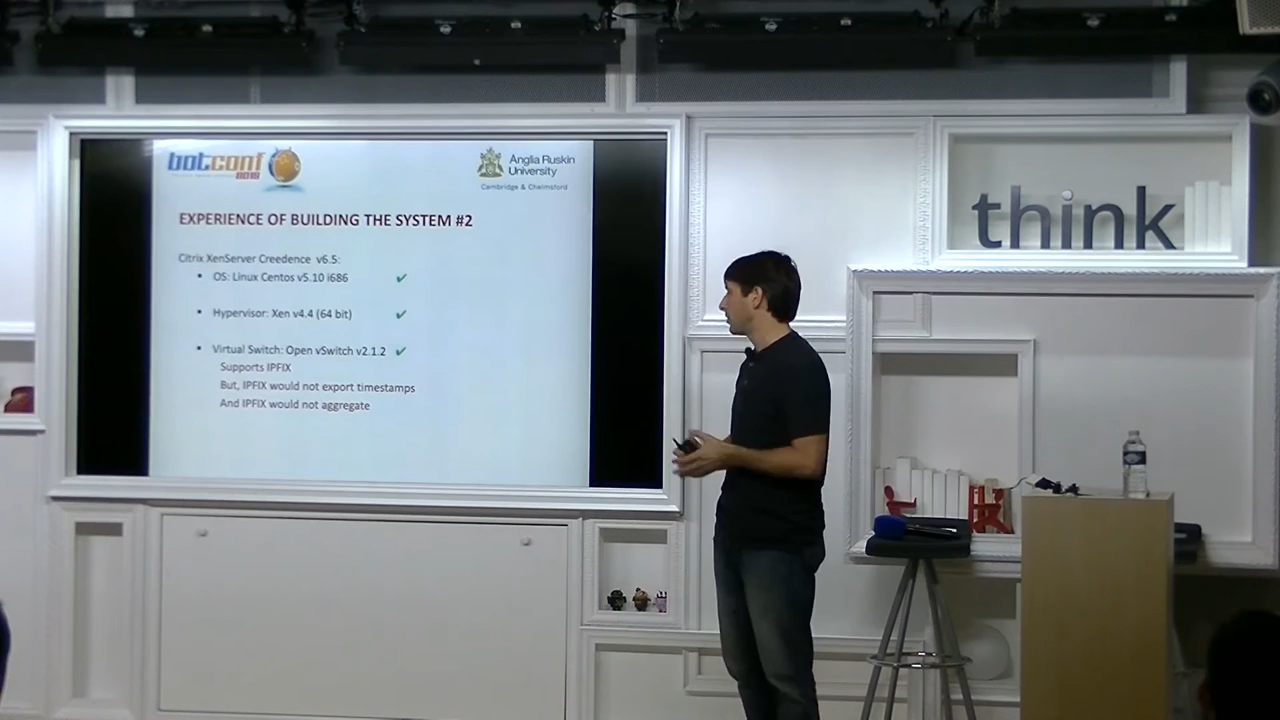 botconf
2015
Anglia Ruskin
University
Cambridge & Chelmsford
EXPERIENCE OF BUILDING THE SYSTEM #2
Citrix XenServer Creedence v6.5:
• OS: Linux Centos v5.10 i686 ✓
• Hypervisor: Xen v4.4 (64 bit) ✓
• Virtual Switch: Open vSwitch v2.1.2 ✓
Supports IPFIX
But, IPFIX would not export timestamps
And IPFIX would not aggregate
think